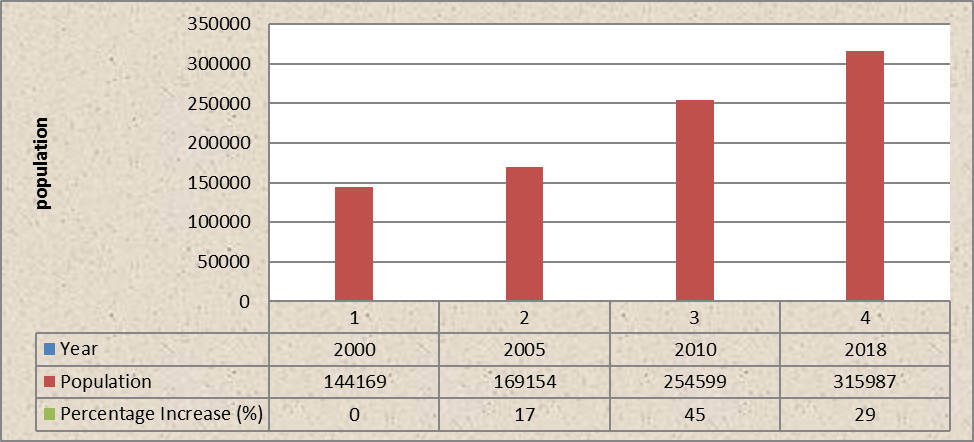 350000
300000
250000
200000
150000
100000
50000
0
population
1 2 3 4
Year 2000 2005 2010 2018
Population 144169 169154 254599 315987
Percentage Increase (%) 0 17 45 29